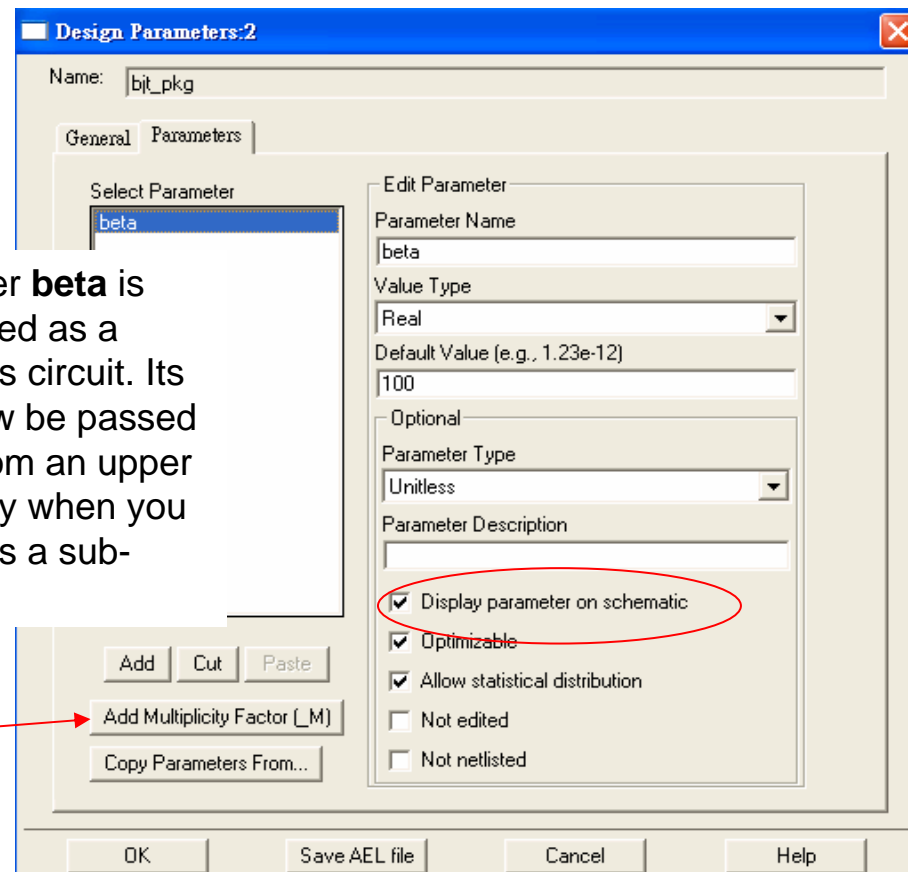 Design Parameters:2
Name: bjt_pkg
General Parameters
Select Parameter
beta
er beta is
ed as a
s circuit. Its
w be passed
om an upper
y when you
s a sub-
Add Cut Paste
Add Multiplicity Factor (_M)
Copy Parameters From...
Edit Parameter
Parameter Name
beta
Value Type
Real
Default Value (e.g., 1.23e-12)
100
Optional
Parameter Type
Unitless
Parameter Description
Display parameter on schematic
Optimizable
Allow statistical distribution
Not edited
Not netlisted
OK Save AEL file Cancel Help